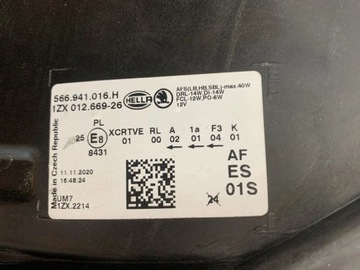 566.941.016.H
1ZX 012.669-26
HELLA
AFS(LB,HB,SBL)-max.40W
DRL-14W,DI-14W
FCL-12W,PO-6W
12V
Made in Czech Republic
PL
25 E8 XCRTVE RL A 1a F3 K
8431 01 00 02 01 04 01
AF
ES
01S
24
11.11.2020
16:48:24
UM7
Z1ZX.2214